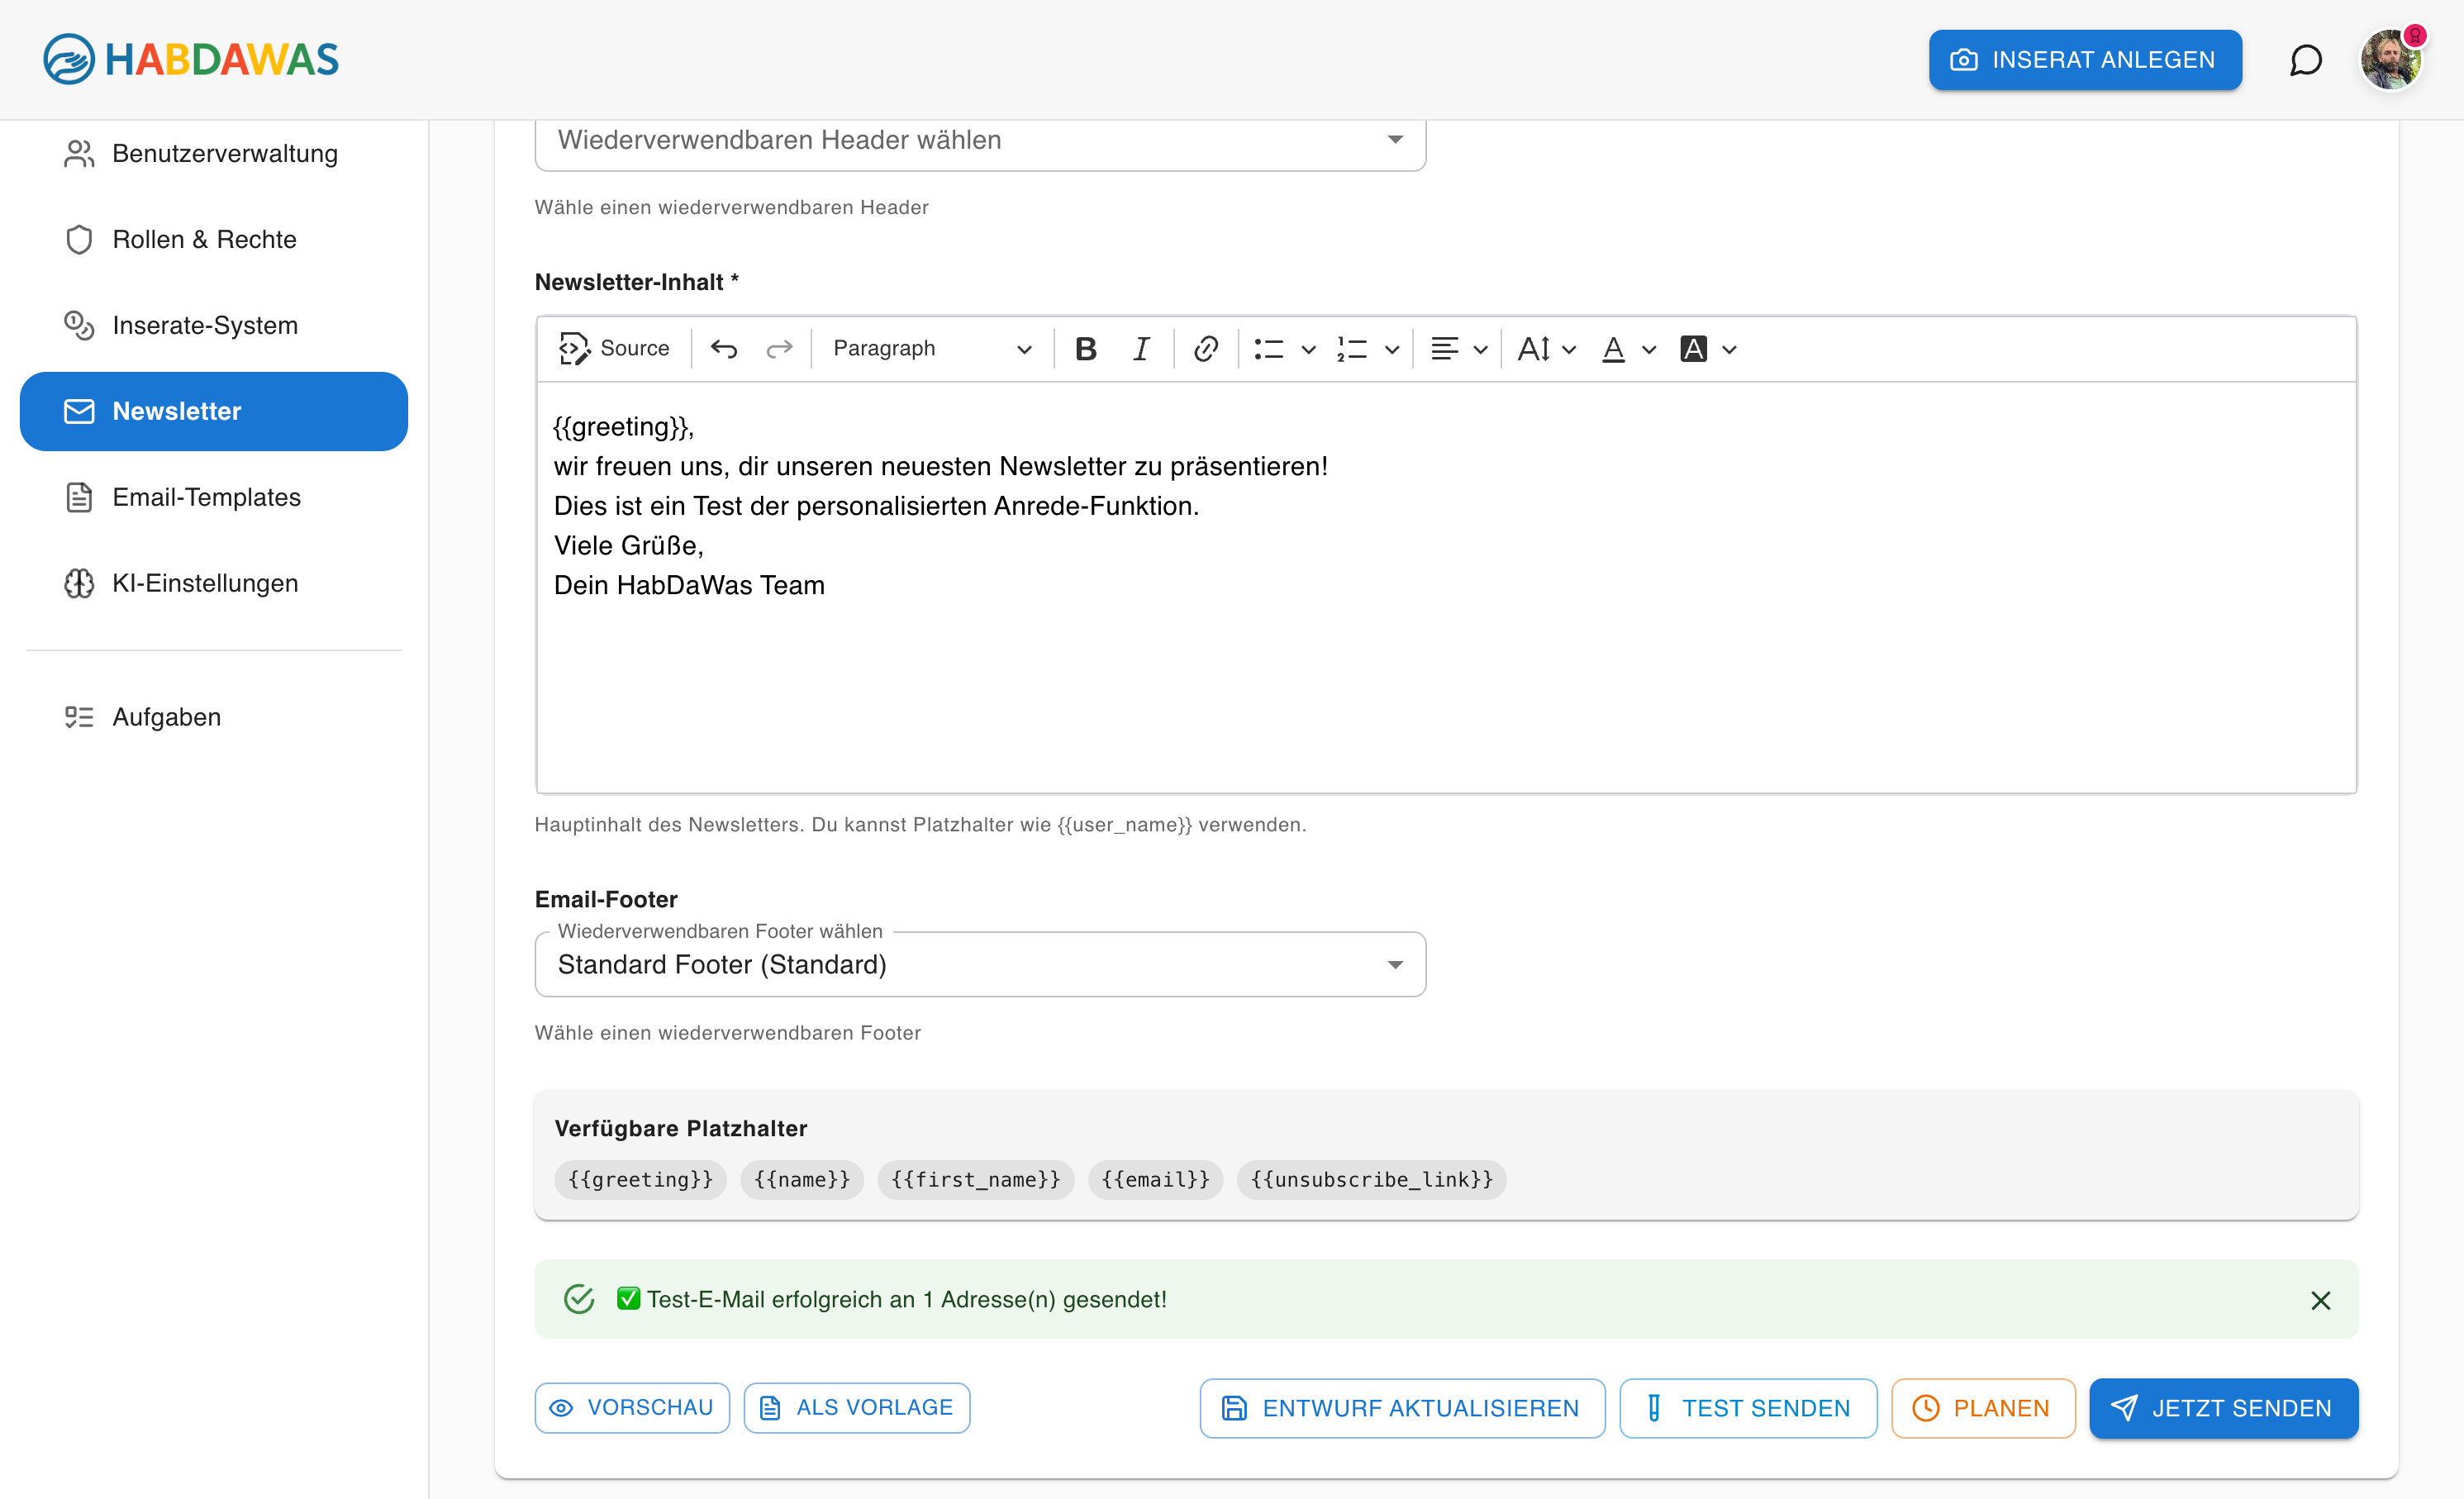 HABDAWAS
INSERAT ANLEGEN
Benutzerverwaltung
Rollen & Rechte
Inserate-System
Newsletter
Email-Templates
KI-Einstellungen
Aufgaben
Wiederverwendbaren Header wählen
Wähle einen wiederverwendbaren Header
Newsletter-Inhalt *
Source
Paragraph
{{greeting}},
wir freuen uns, dir unseren neuesten Newsletter zu präsentieren!
Dies ist ein Test der personalisierten Anrede-Funktion.
Viele Grüße,
Dein HabDaWas Team
Hauptinhalt des Newsletters. Du kannst Platzhalter wie {{user_name}} verwenden.
Email-Footer
Wiederverwendbaren Footer wählen
Standard Footer (Standard)
Wähle einen wiederverwendbaren Footer
Verfügbare Platzhalter
{{greeting}} {{name}} {{first_name}} {{email}} {{unsubscribe_link}}
✅ Test-E-Mail erfolgreich an 1 Adresse(n) gesendet!
VORSCHAU ALS VORLAGE ENTWURF AKTUALISIEREN TEST SENDEN PLANEN JETZT SENDEN